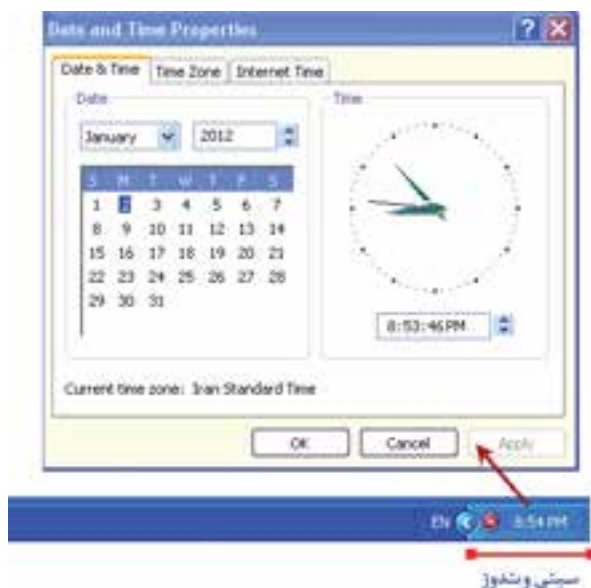 Date and Time Properties
Date & Time Time Zone Internet Time
Date
Time
January 2012
S M T W T F S
1 2 3 4 5 6 7
8 9 10 11 12 13 14
15 16 17 18 19 20 21
22 23 24 25 26 27 28
29 30 31
8:53:46 PM
Current time zone: Iran Standard Time
OK Cancel Apply
EN 8:54 PM
سینی ویندوز